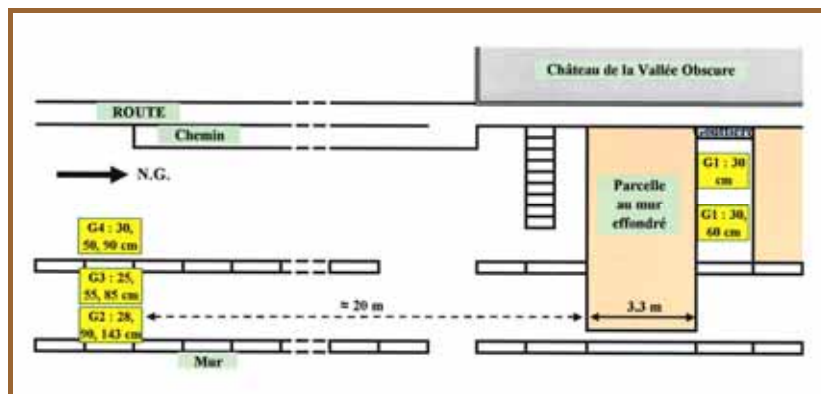 Château de la Vallée Obscure
ROUTE
Chemin
Gouttière
N.G.
G1 : 30
cm
Parcelle
au mur
effondré
G1 : 30,
60 cm
G4 : 30,
50, 90 cm
G3 : 25,
55, 85 cm
≈ 20 m
3.3 m
G2 : 28,
90, 143 cm
Mur